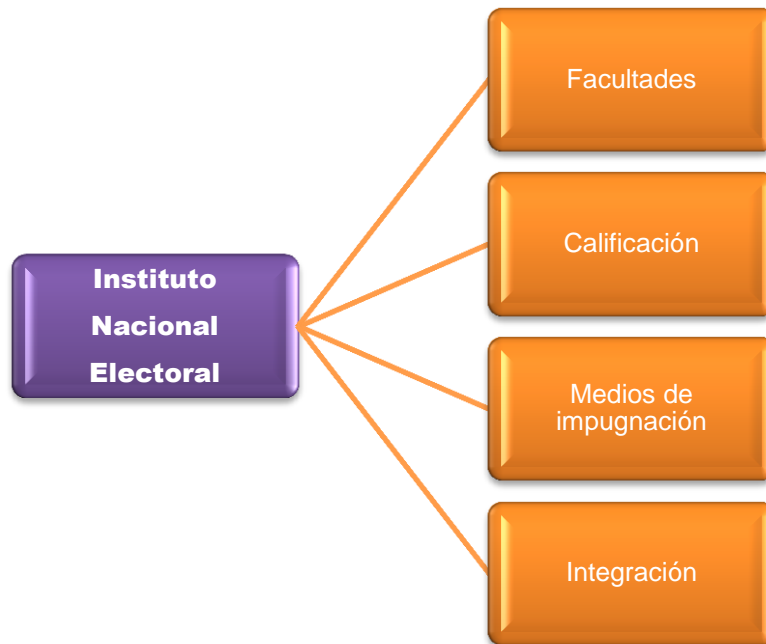 Facultades
Calificación
Instituto
Nacional
Electoral
Medios de
impugnación
Integración